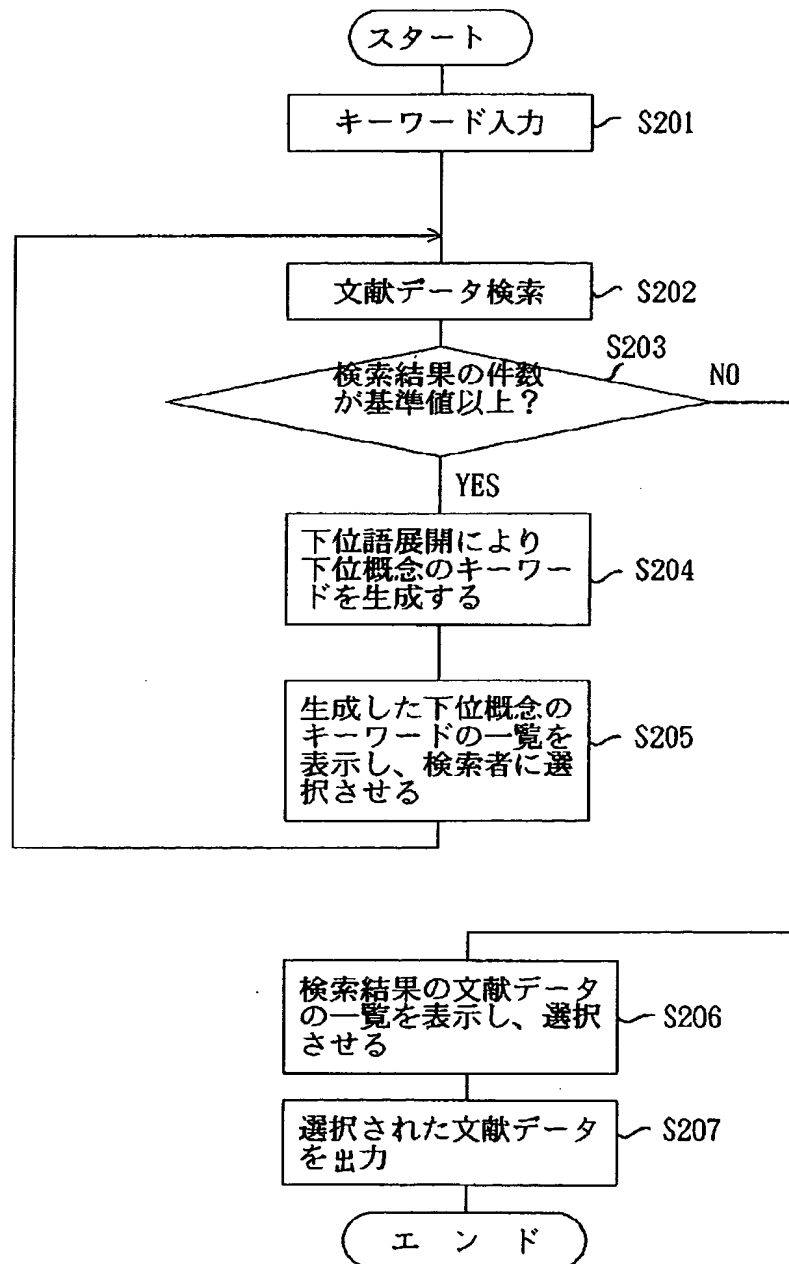 スタート
キーワード入力
S201
文献データ検索
S202
S203
検索結果の件数
が基準値以上?
NO
YES
下位語展開により
下位概念のキーワー
ドを生成する
S204
生成した下位概念の
キーワードの一覧を
表示し、検索者に選
択させる
S205
検索結果の文献データ
の一覧を表示し、選択
させる
S206
選択された文献データ
を出力
S207
エンド